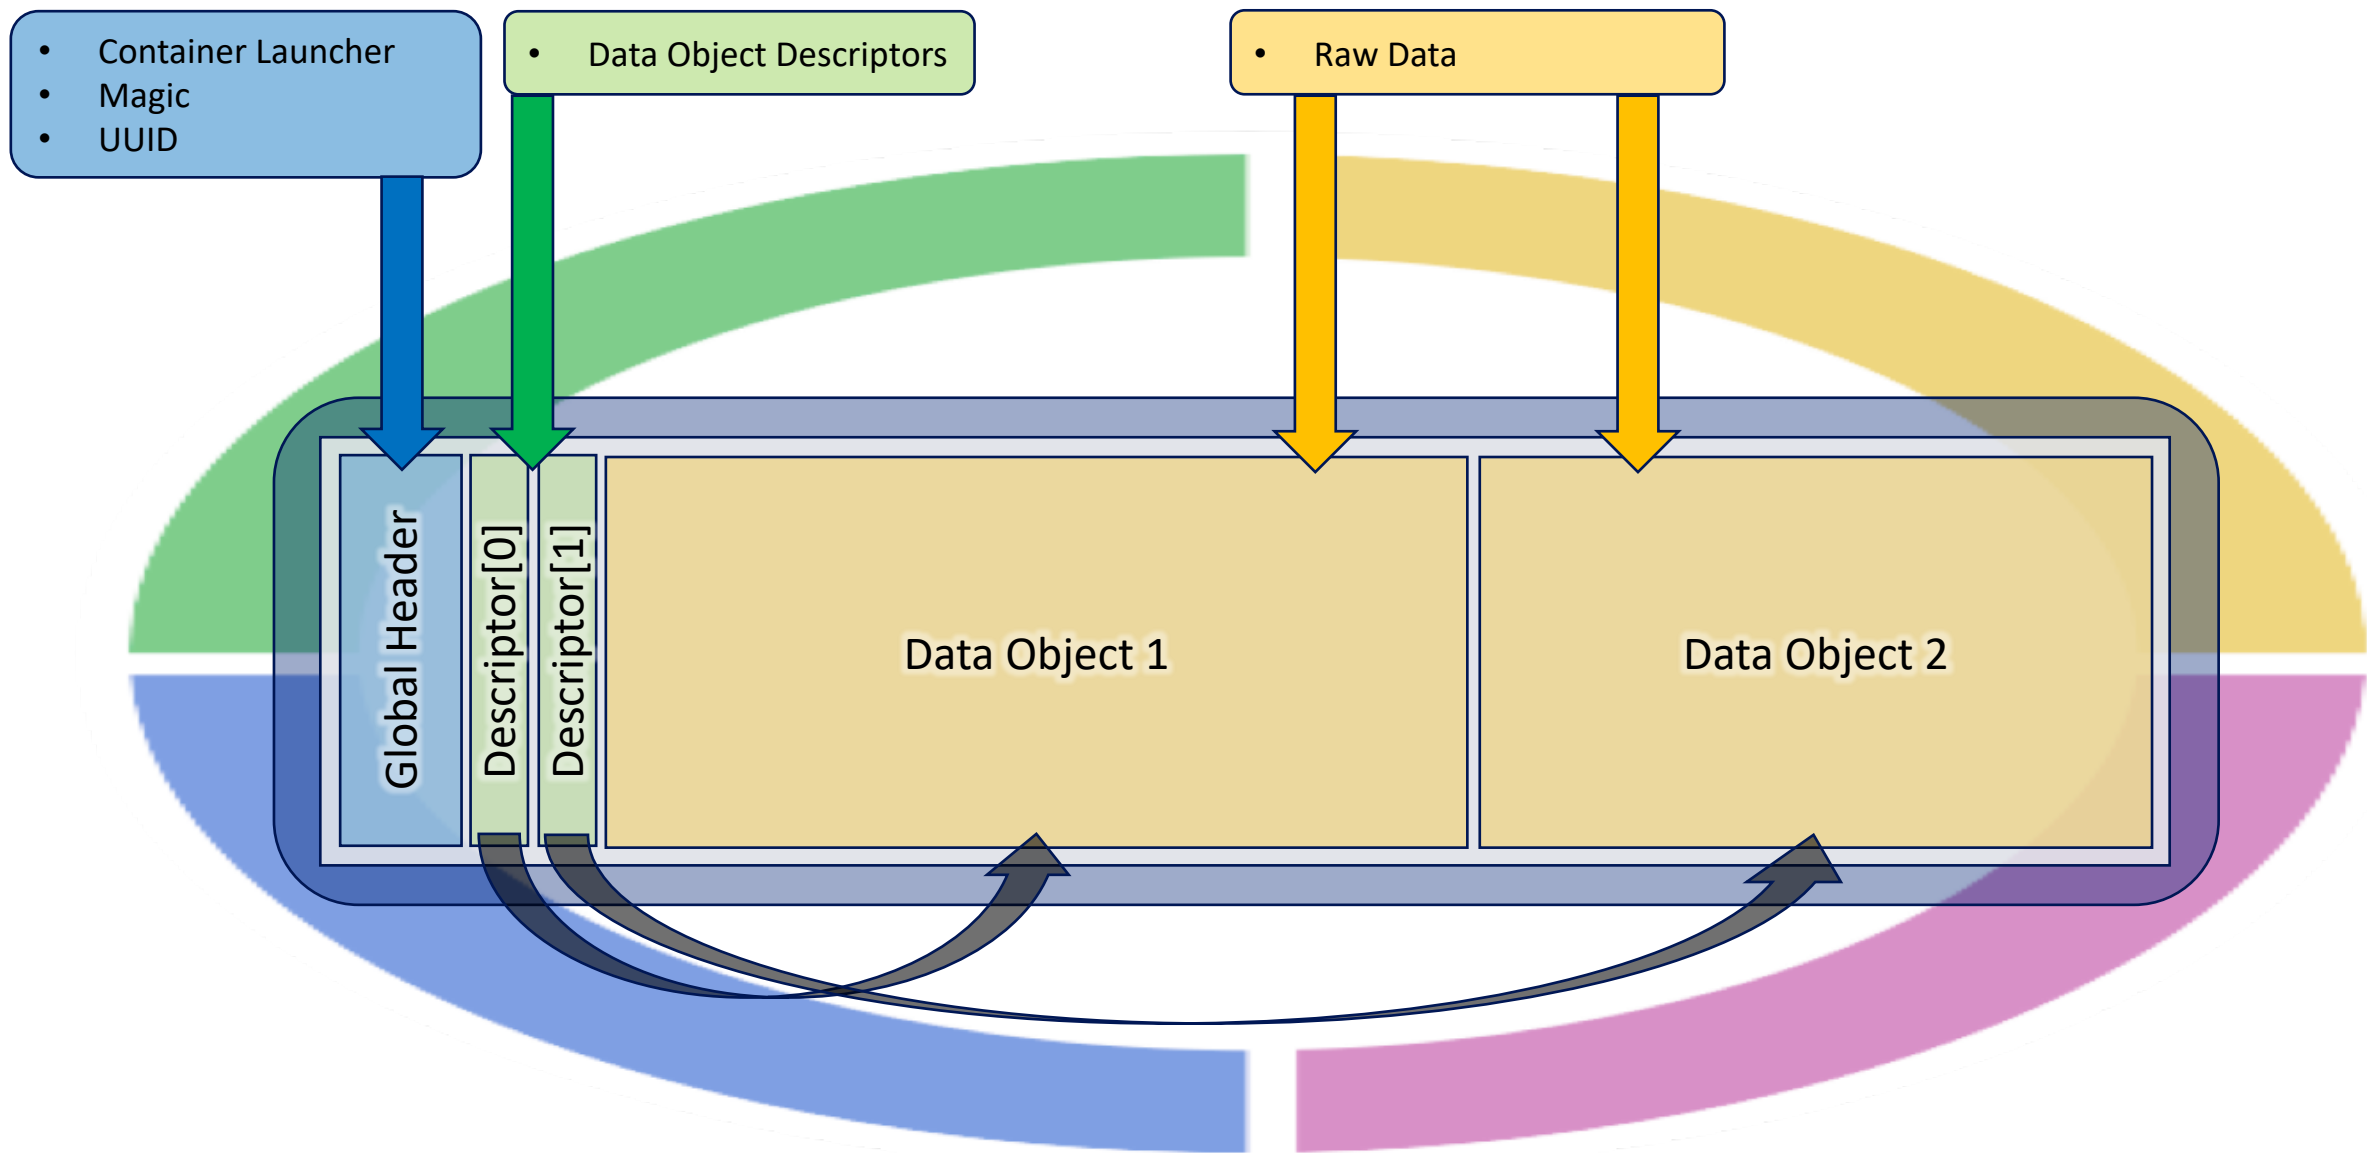 • Container Launcher
• Magic
• UUID
• Data Object Descriptors
• Raw Data
Global Header
Descriptor[0]
Descriptor[1]
Data Object 1
Data Object 2